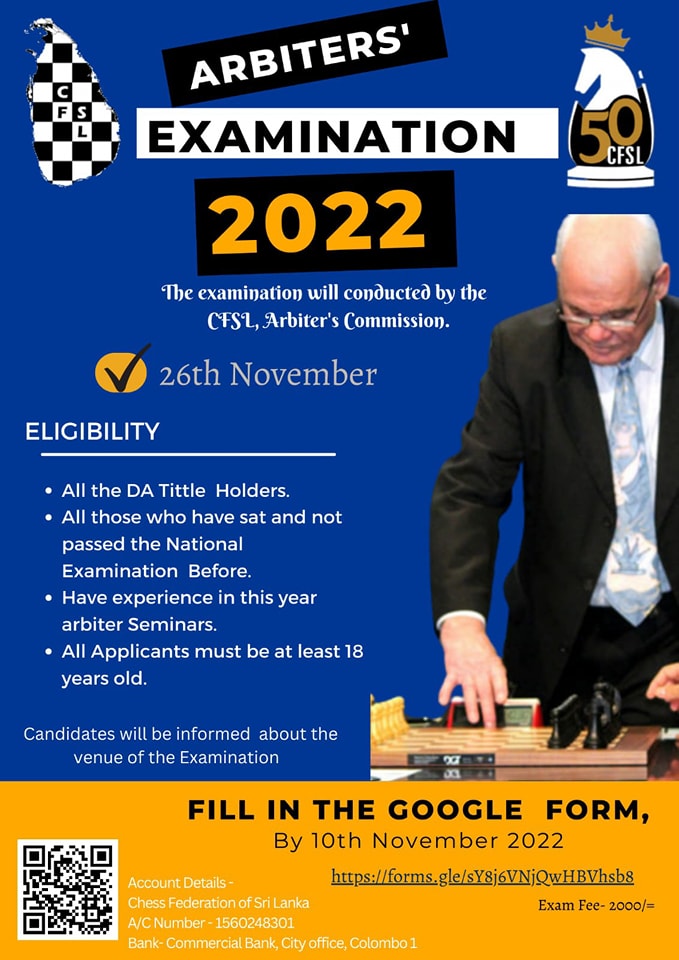 C
F S
L
ARBITERS'
EXAMINATION
2022
50
CFSL
The examination will conducted by the
CFSL, Arbiter's Commission.
26th November
ELIGIBILITY
• All the DA Tittle Holders.
• All those who have sat and not
passed the National
Examination Before.
• Have experience in this year
arbiter Seminars.
• All Applicants must be at least 18
years old.
Candidates will be informed about the
venue of the Examination
DGT
FILL IN THE GOOGLE FORM,
By 10th November 2022
https://forms.gle/sY8j6VNjQwHBVhsb8
Exam Fee- 2000/=
Account Details -
Chess Federation of Sri Lanka
A/C Number - 1560248301
Bank- Commercial Bank, City office, Colombo 1